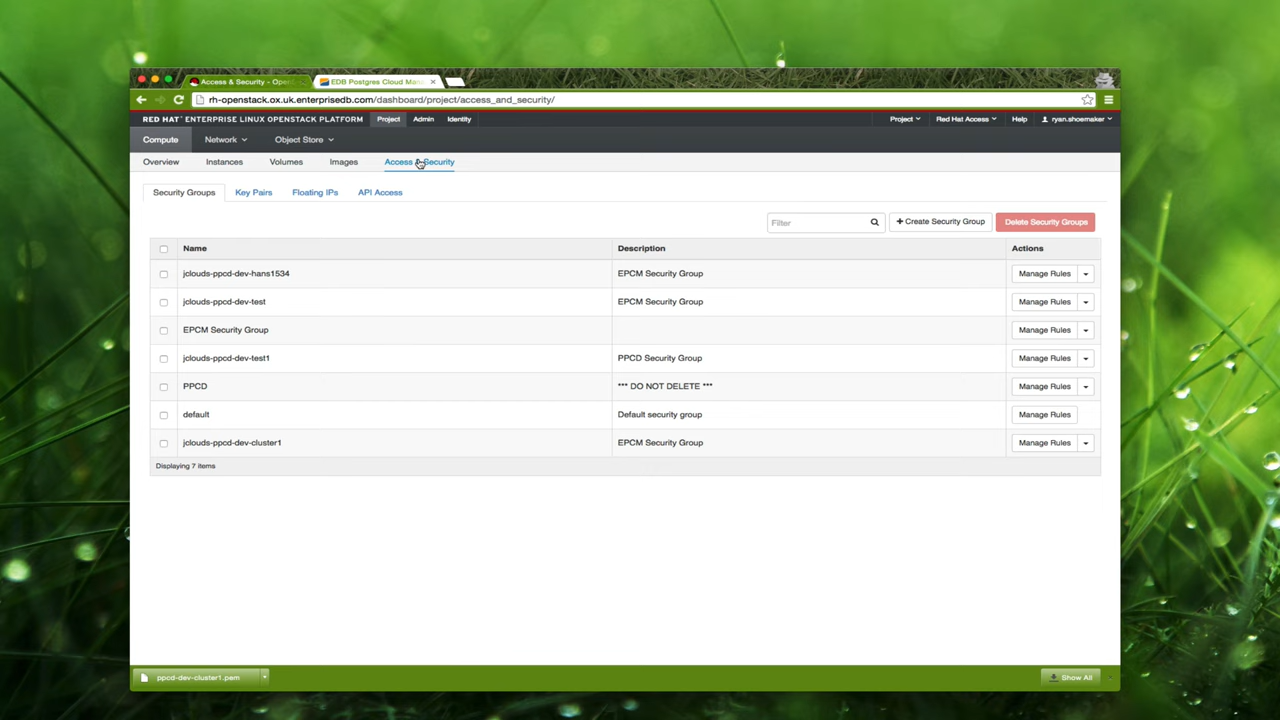 Access & Security - Open
EDB Postgres Cloud Man
rh-openstack.ox.uk.enterprisedb.com/dashboard/project/access_and_security/
RED HAT ENTERPRISE LINUX OPENSTACK PLATFORM Project Admin Identity Project Red Hat Access Help ryan.shoemaker
Compute Network Object Store
Overview Instances Volumes Images Access & Security
Security Groups Key Pairs Floating IPs API Access
Filter + Create Security Group Delete Security Groups
Name Description Actions
jclouds-ppcd-dev-hans1534 EPCM Security Group Manage Rules
jclouds-ppcd-dev-test EPCM Security Group Manage Rules
EPCM Security Group Manage Rules
jclouds-ppcd-dev-test1 PPCD Security Group Manage Rules
PPCD *** DO NOT DELETE *** Manage Rules
default Default security group Manage Rules
jclouds-ppcd-dev-cluster1 EPCM Security Group Manage Rules
Displaying 7 items
ppcd-dev-cluster1.pem Show All